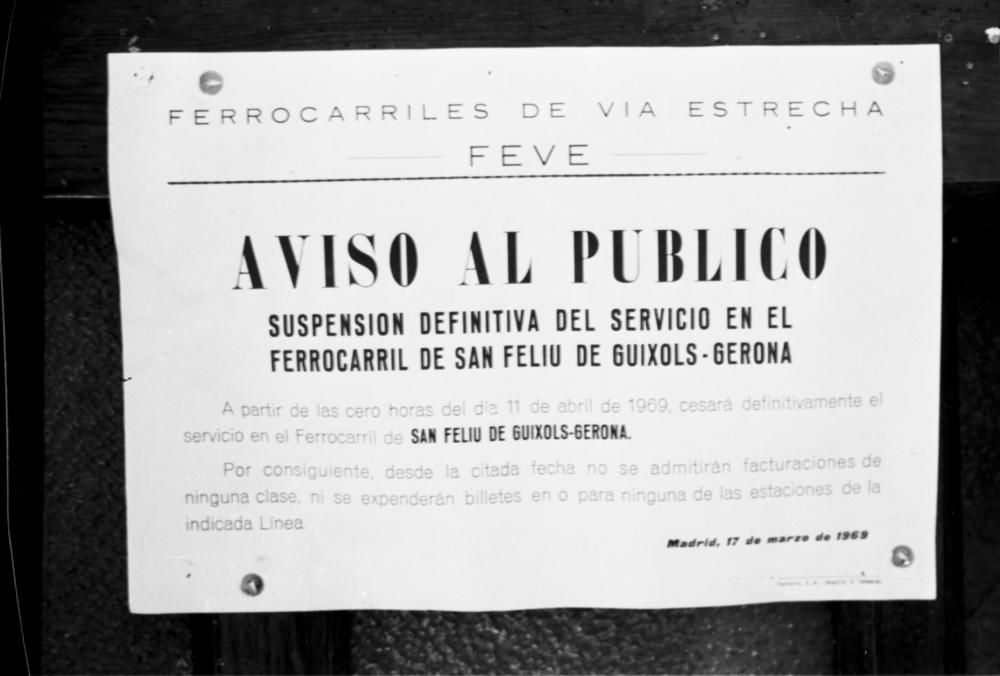 FERROCARRILES DE VIA ESTRECHA
FEVE
AVISO AL PUBLICO
SUSPENSION DEFINITIVA DEL SERVICIO EN EL
FERROCARRIL DE SAN FELIU DE GUIXOLS-GERONA
A partir de las cero horas del día 11 de abril de 1969, cesará definitivamente el
servicio en el Ferrocarril de SAN FELIU DE GUIXOLS-GERONA.
Por consiguiente, desde la citada fecha no se admitirán facturaciones de
ninguna clase, ni se expenderán billetes en o para ninguna de las estaciones de la
indicada Línea.
Madrid, 17 de marzo de 1969